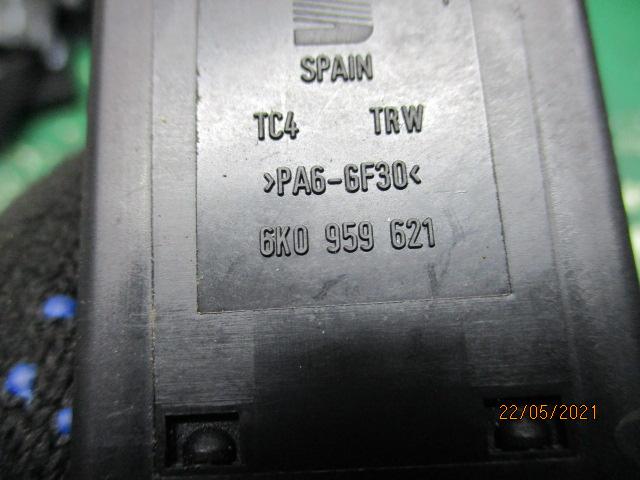 SPAIN
TC4 TRW
>PA6-GF30<
6K0 959 621
22/05/2021